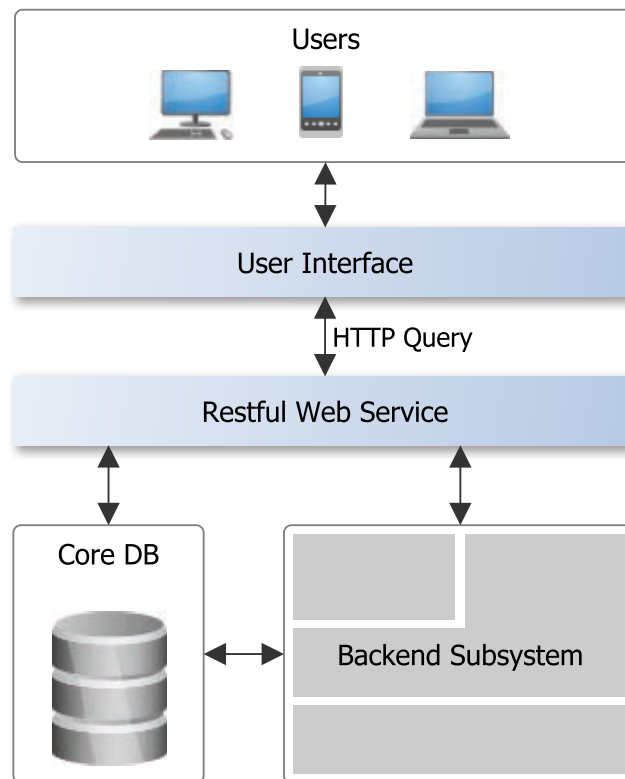 Users
User Interface
HTTP Query
Restful Web Service
Core DB
Backend Subsystem